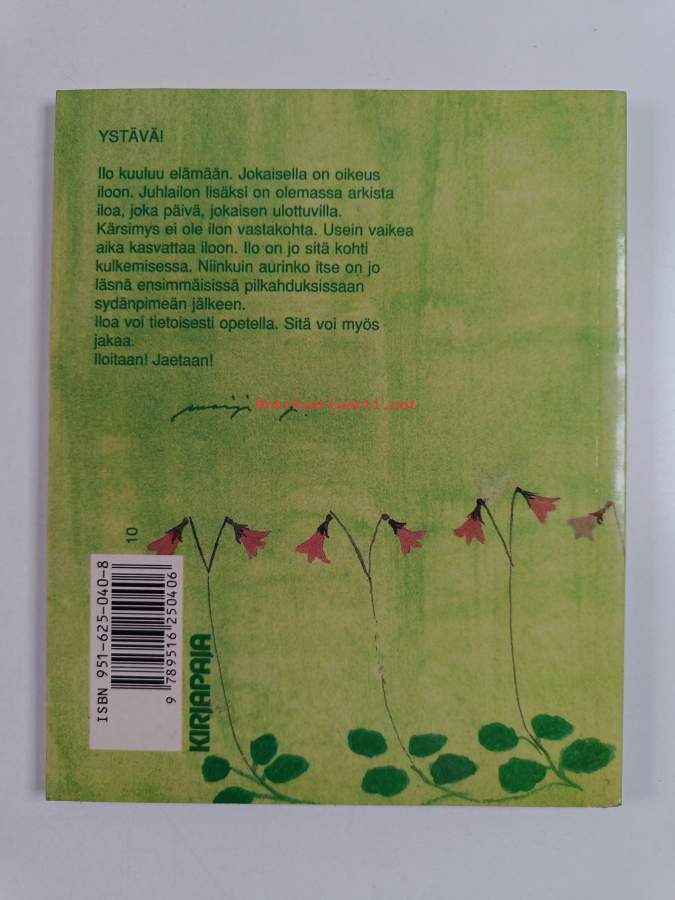 YSTÄVÄ!
Ilo kuuluu elämään. Jokaisella on oikeus
iloon. Juhlailon lisäksi on olemassa arkista
iloa, joka päivä, jokaisen ulottuvilla.
Kärsimys ei ole ilon vastakohta. Usein vaikea
aika kasvattaa iloon. Ilo on jo sitä kohti
kulkemisessa. Niinkuin aurinko itse on jo
läsnä ensimmäisissä pilkahduksissaan
sydänpimeän jälkeen.
Iloa voi tietoisesti opetella. Sitä voi myös
jakaa.
Iloitaan! Jaetaan!
Antikvariaatti.net
10
ISBN 951-625-040-8
9 789516 250406
KIRJAPAJA